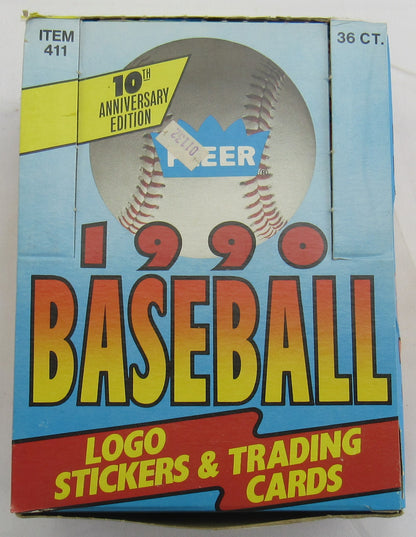 ITEM
411
36 CT.
10TH
ANNIVERSARY
EDITION
FLEER
®
1990
BASEBALL
LOGO
STICKERS & TRADING
CARDS